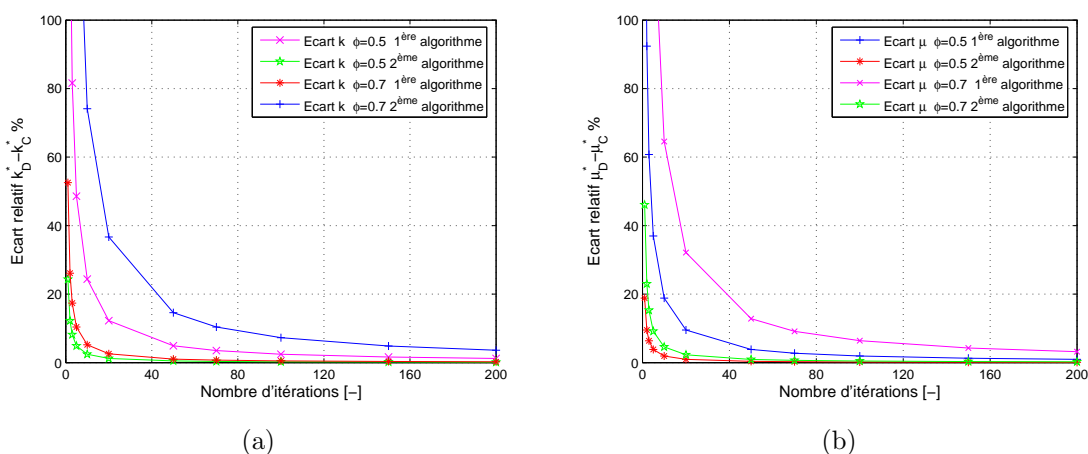 Ecart relatif k*D−k*C %
100
80
60
40
20
0
0 40 80 120 160 200
Nombre d'itérations [−]
Ecart k ϕ=0.5 1ère algorithme
Ecart k ϕ=0.5 2ème algorithme
Ecart k ϕ=0.7 1ère algorithme
Ecart k ϕ=0.7 2ème algorithme
(a)
Ecart relatif μ*D−μ*C %
100
80
60
40
20
0
0 40 80 120 160 200
Nombre d'itérations [−]
Ecart μ ϕ=0.5 1ère algorithme
Ecart μ ϕ=0.5 2ème algorithme
Ecart μ ϕ=0.7 1ère algorithme
Ecart μ ϕ=0.7 2ème algorithme
(b)